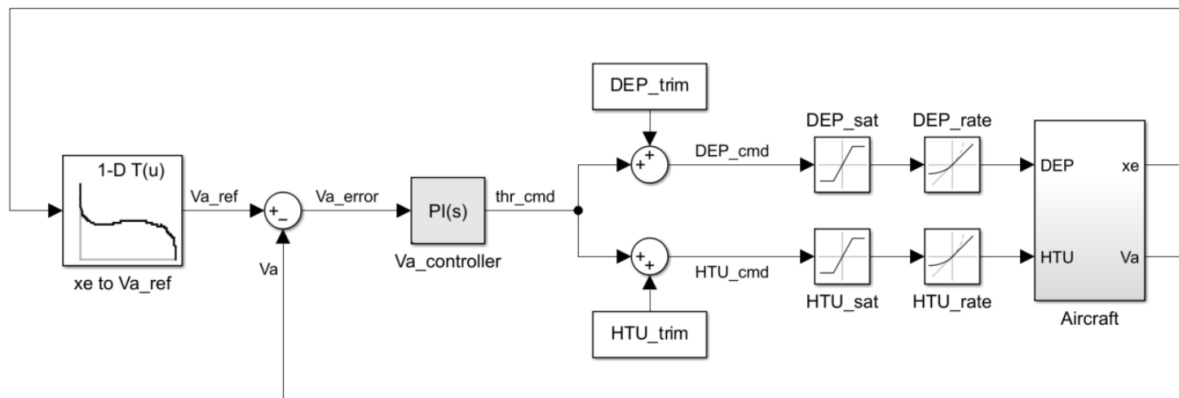 DEP_trim
DEP_sat
DEP_rate
1-D T(u)
DEP_cmd
DEP
xe
Va_ref
Va_error
PI(s)
thr_cmd
+
+
+
−
Va
Va_controller
xe to Va_ref
+
+
HTU_cmd
HTU_sat
HTU_rate
HTU
Va
Aircraft
HTU_trim